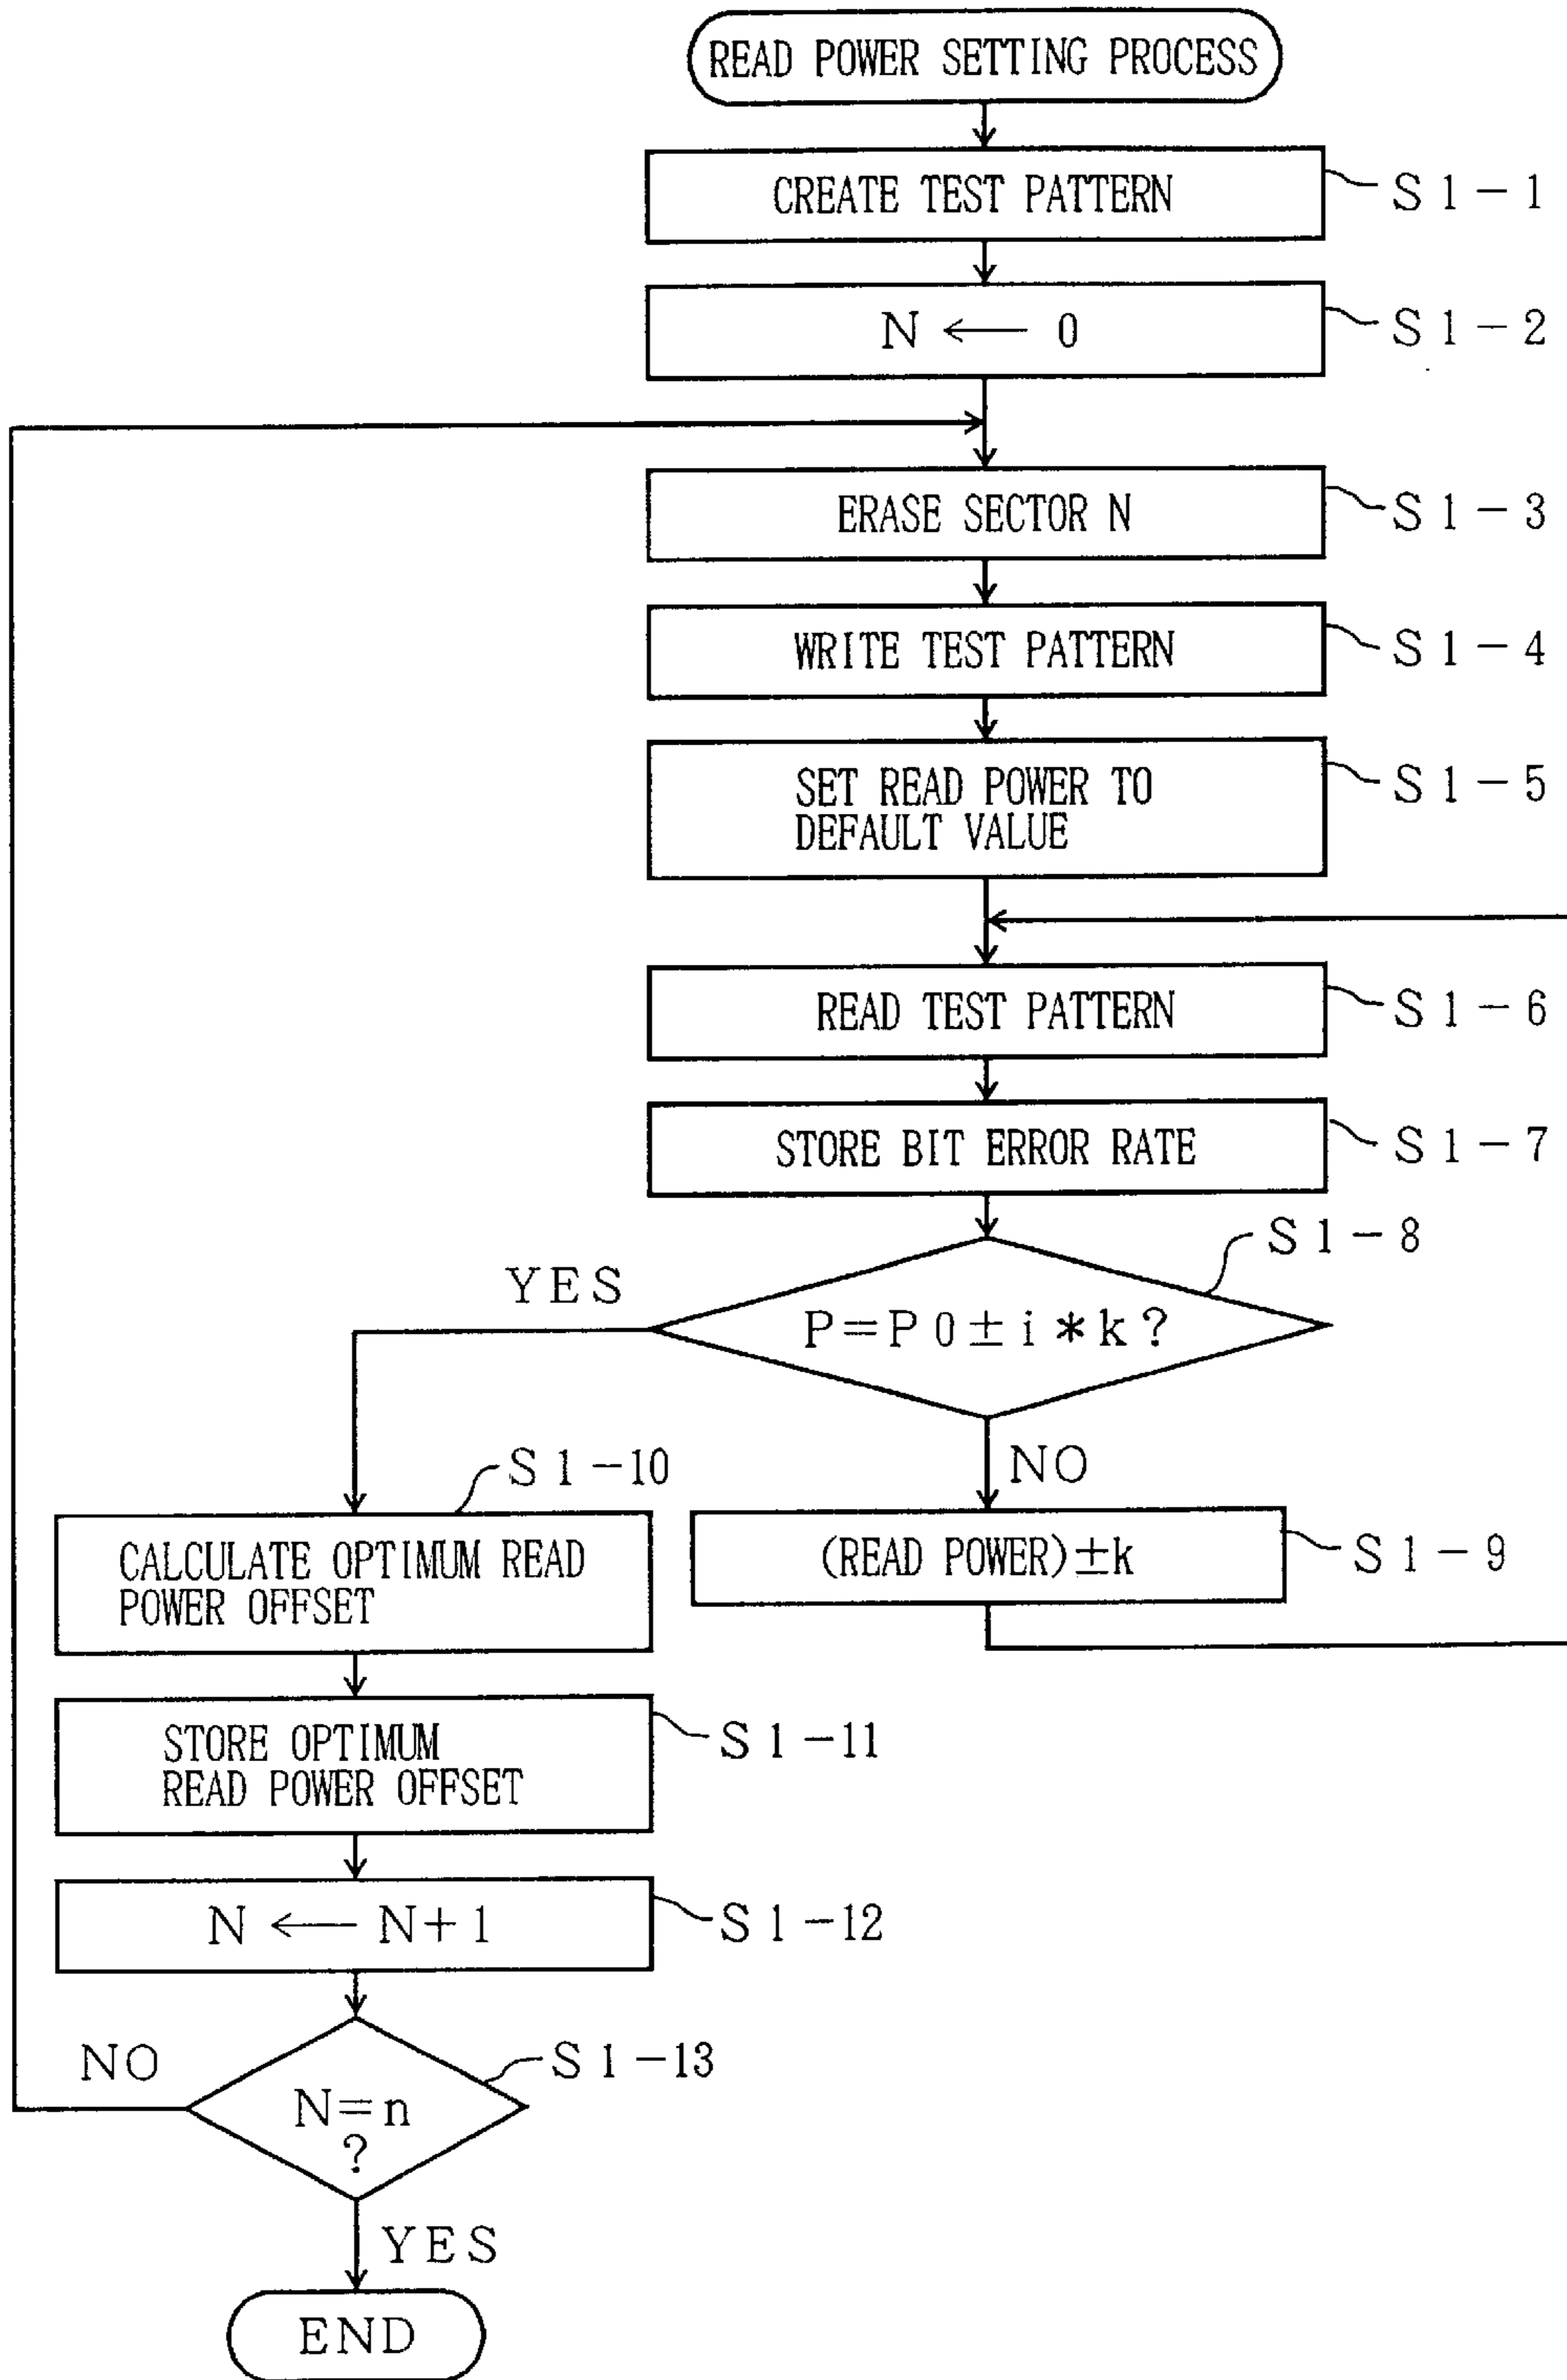 READ POWER SETTING PROCESS
CREATE TEST PATTERN
S1-1
N ← 0
S1-2
ERASE SECTOR N
S1-3
WRITE TEST PATTERN
S1-4
SET READ POWER TO
DEFAULT VALUE
S1-5
READ TEST PATTERN
S1-6
STORE BIT ERROR RATE
S1-7
S1-8
YES
P=P0±i*k?
NO
S1-10
CALCULATE OPTIMUM READ
POWER OFFSET
(READ POWER)±k
S1-9
STORE OPTIMUM
READ POWER OFFSET
S1-11
N ← N+1
S1-12
NO
S1-13
N=n
?
YES
END